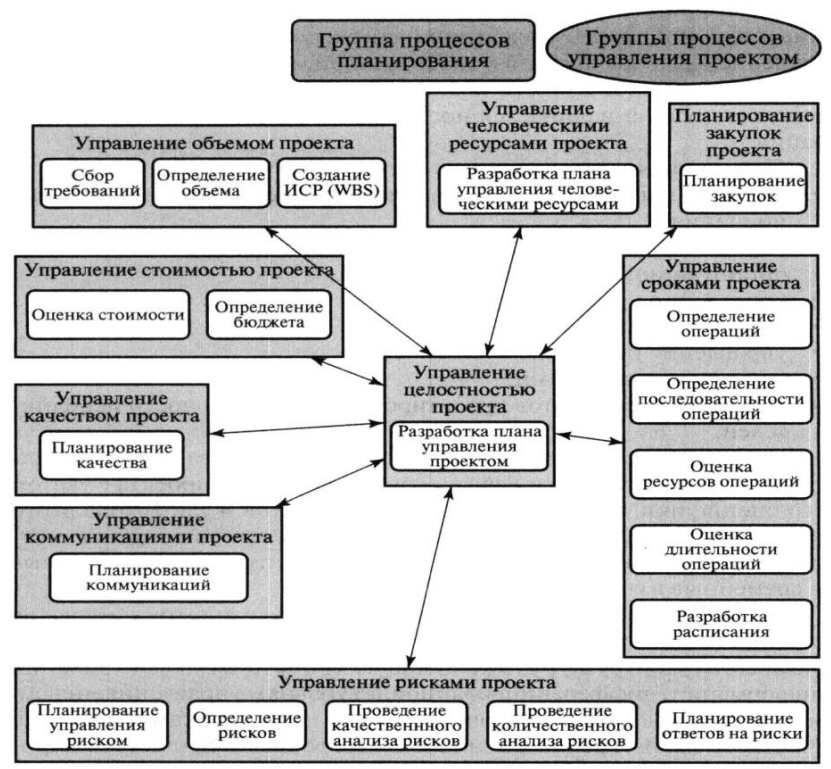 Группа процессов
планирования
Группы процессов
управления проектом
Управление объемом проекта
Сбор
требований
Определение
объема
Создание
ИСР (WBS)
Управление
человеческими
ресурсами проекта
Разработка плана
управления челове-
ческими ресурсами
Планирование
закупок
проекта
Планирование
закупок
Управление стоимостью проекта
Оценка стоимости
Определение
бюджета
Управление
сроками проекта
Определение
операций
Определение
последовательности
операций
Оценка
ресурсов операций
Оценка
длительности
операций
Разработка
расписания
Управление
целостностью
проекта
Разработка плана
управления
проектом
Управление
качеством проекта
Планирование
качества
Управление
коммуникациями проекта
Планирование
коммуникаций
Управление рисками проекта
Планирование
управления
риском
Определение
рисков
Проведение
качественнного
анализа рисков
Проведение
количественного
анализа рисков
Планирование
ответов на риски